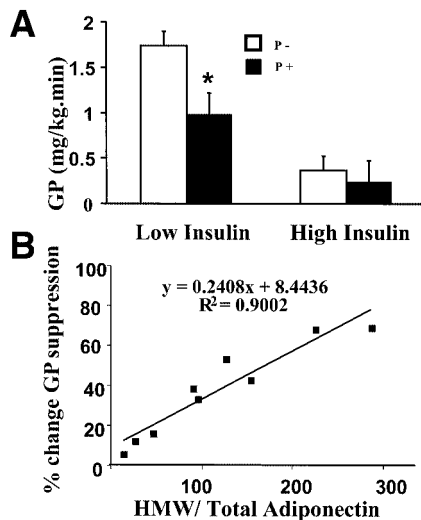 A
GP (mg/kg.min)
2
1.5
1
0.5
0
P -
P +
*
Low Insulin
High Insulin
B
% change GP suppression
100
80
60
40
20
0
y = 0.2408x + 8.4436
R² = 0.9002
100
200
300
HMW/ Total Adiponectin